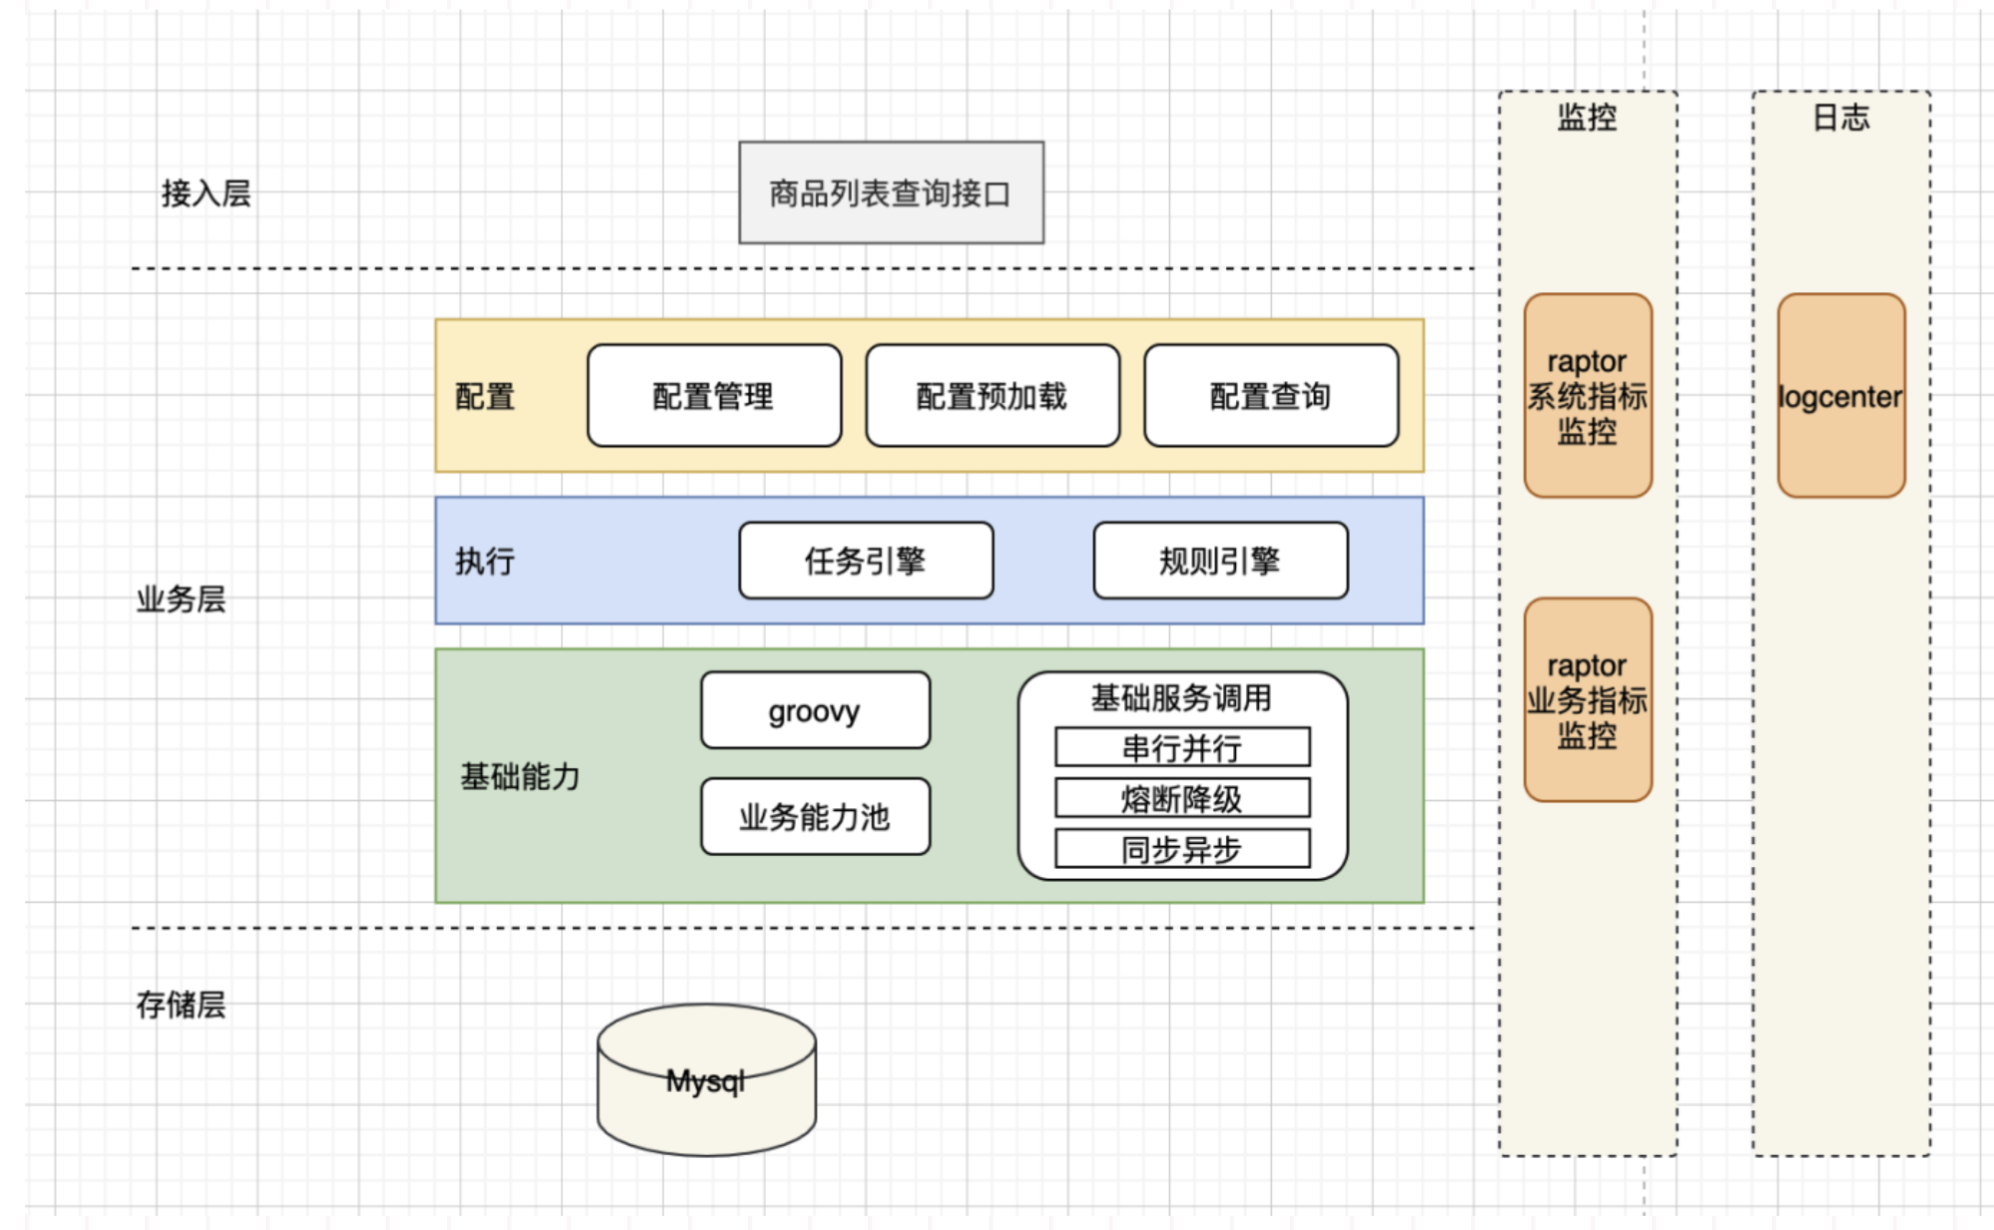 监控
日志
接入层
商品列表查询接口
配置
配置管理
配置预加载
配置查询
raptor
系统指标
监控
logcenter
业务层
执行
任务引擎
规则引擎
raptor
业务指标
监控
基础能力
groovy
业务能力池
基础服务调用
串行并行
熔断降级
同步异步
存储层
Mysql